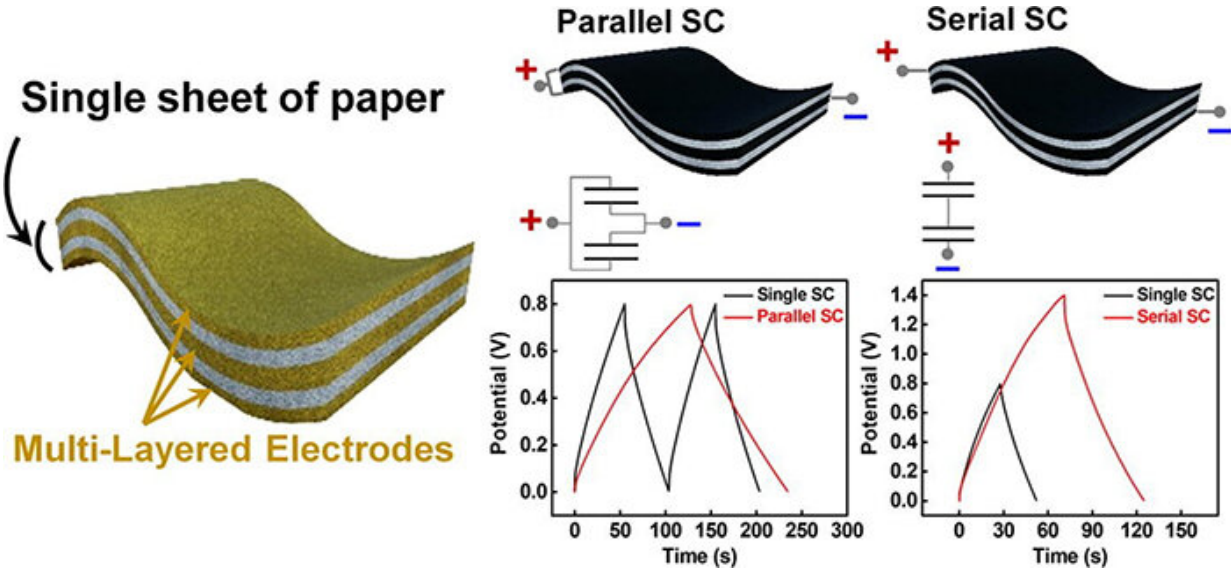 Single sheet of paper
Multi-Layered Electrodes
Parallel SC
+
−
+
−
Single SC
Parallel SC
Potential (V)
0.8
0.6
0.4
0.2
0.0
0 50 100 150 200 250 300
Time (s)
Serial SC
+
−
+
−
Single SC
Serial SC
Potential (V)
1.4
1.2
1.0
0.8
0.6
0.4
0.2
0.0
0 30 60 90 120 150
Time (s)